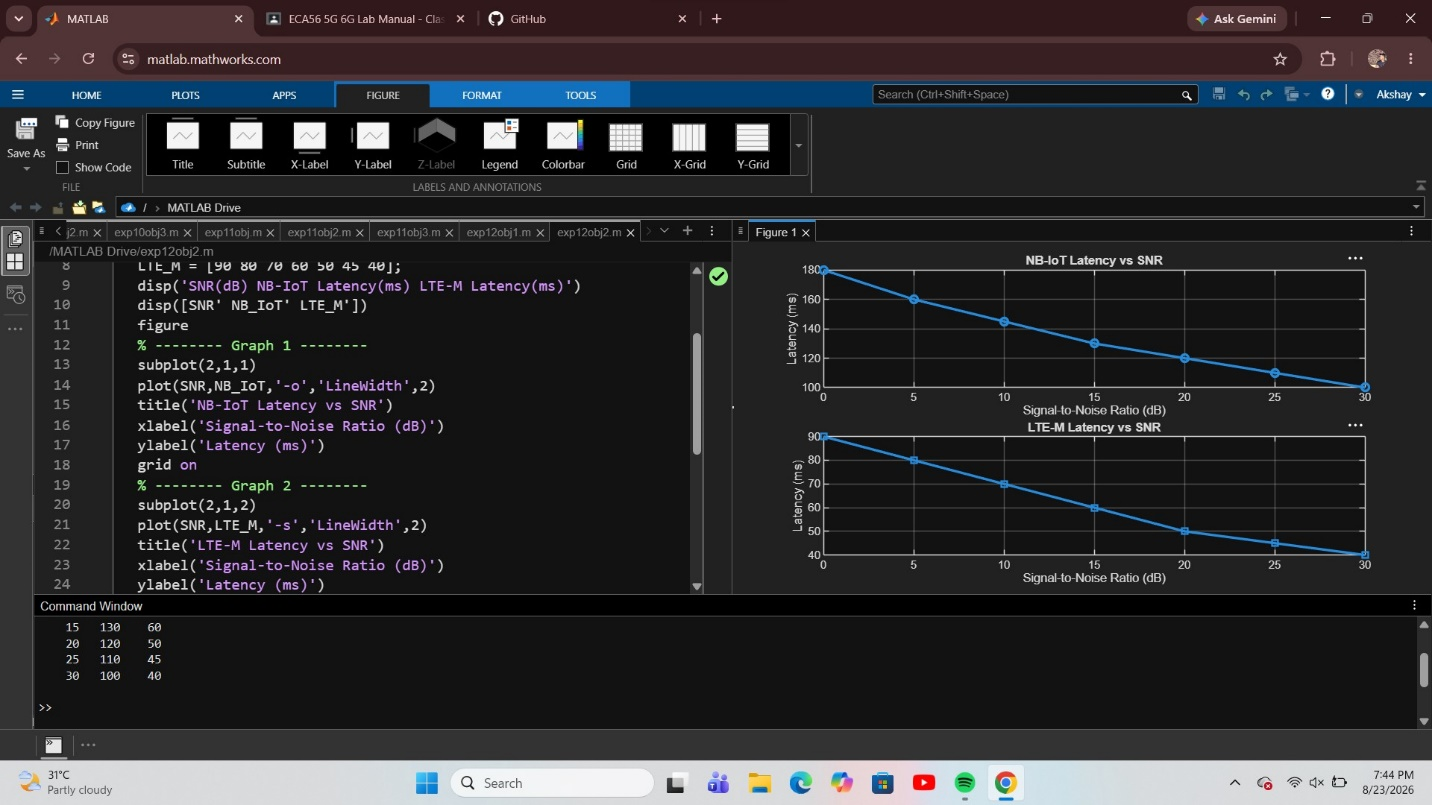 MATLAB
ECA56 5G 6G Lab Manual - Clas
GitHub
Ask Gemini
matlab.mathworks.com
HOME
PLOTS
APPS
FIGURE
FORMAT
TOOLS
Search (Ctrl+Shift+Space)
Akshay
Save As
Copy Figure
Print
Show Code
FILE
Title
Subtitle
X-Label
Y-Label
Z-Label
Legend
Colorbar
Grid
X-Grid
Y-Grid
LABELS AND ANNOTATIONS
/ > MATLAB Drive
j2.m
exp10obj3.m
exp11obj.m
exp11obj2.m
exp11obj3.m
exp12obj1.m
exp12obj2.m
/MATLAB Drive/exp12obj2.m
8 LTE_M = [90 80 70 60 50 45 40];
9 disp('SNR(dB) NB-IoT Latency(ms) LTE-M Latency(ms)')
10 disp([SNR' NB_IoT' LTE_M'])
11 figure
12 % -------- Graph 1 --------
13 subplot(2,1,1)
14 plot(SNR,NB_IoT,'-o','LineWidth',2)
15 title('NB-IoT Latency vs SNR')
16 xlabel('Signal-to-Noise Ratio (dB)')
17 ylabel('Latency (ms)')
18 grid on
19 % -------- Graph 2 --------
20 subplot(2,1,2)
21 plot(SNR,LTE_M,'-s','LineWidth',2)
22 title('LTE-M Latency vs SNR')
23 xlabel('Signal-to-Noise Ratio (dB)')
24 ylabel('Latency (ms)')
Figure 1
NB-IoT Latency vs SNR
Latency (ms)
180
160
140
120
100
0 5 10 15 20 25 30
Signal-to-Noise Ratio (dB)
LTE-M Latency vs SNR
Latency (ms)
90
80
70
60
50
40
0 5 10 15 20 25 30
Signal-to-Noise Ratio (dB)
Command Window
15 130 60
20 120 50
25 110 45
30 100 40
>>
31°C
Partly cloudy
Search
7:44 PM
8/23/2026